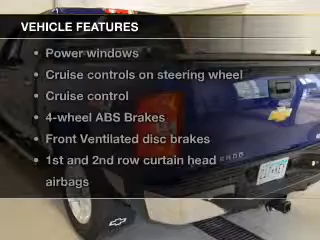 VEHICLE FEATURES
• Power windows
• Cruise controls on steering wheel
• Cruise control
• 4-wheel ABS Brakes
• Front Ventilated disc brakes
• 1st and 2nd row curtain head
airbags